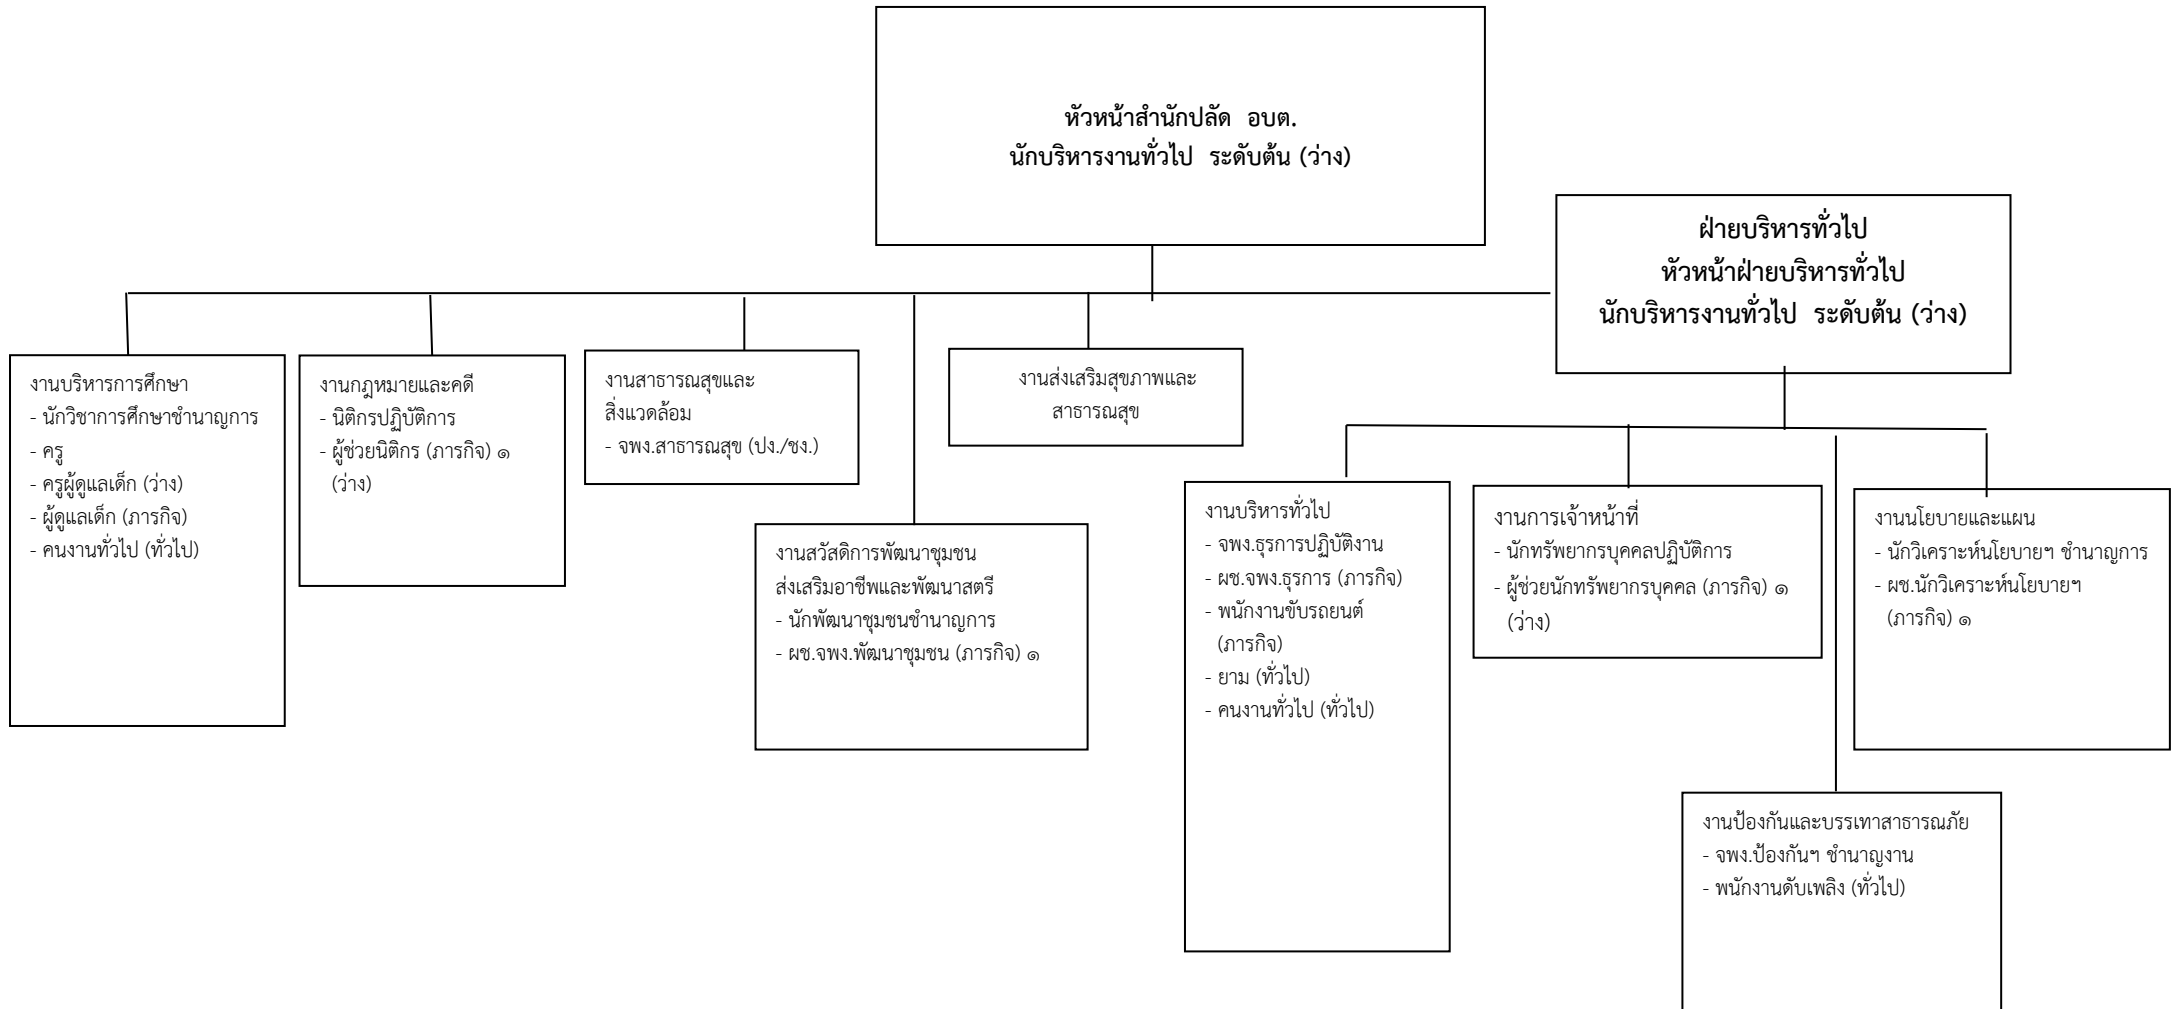 หัวหน้าสำนักปลัด อบต.
นักบริหารงานทั่วไป ระดับต้น (ว่าง)
ฝ่ายบริหารทั่วไป
หัวหน้าฝ่ายบริหารทั่วไป
นักบริหารงานทั่วไป ระดับต้น (ว่าง)
งานบริหารการศึกษา
- นักวิชาการศึกษาชำนาญการ
- ครู
- ครูผู้ดูแลเด็ก (ว่าง)
- ผู้ดูแลเด็ก (ภารกิจ)
- คนงานทั่วไป (ทั่วไป)
งานกฎหมายและคดี
- นิติกรปฏิบัติการ
- ผู้ช่วยนิติกร (ภารกิจ) ๑
(ว่าง)
งานสาธารณสุขและ
สิ่งแวดล้อม
- จพง.สาธารณสุข (ปง./ชง.)
งานสวัสดิการพัฒนาชุมชน
ส่งเสริมอาชีพและพัฒนาสตรี
- นักพัฒนาชุมชนชำนาญการ
- ผช.จพง.พัฒนาชุมชน (ภารกิจ) ๑
งานส่งเสริมสุขภาพและ
สาธารณสุข
งานบริหารทั่วไป
- จพง.ธุรการปฏิบัติงาน
- ผช.จพง.ธุรการ (ภารกิจ)
- พนักงานขับรถยนต์
(ภารกิจ)
- ยาม (ทั่วไป)
- คนงานทั่วไป (ทั่วไป)
งานการเจ้าหน้าที่
- นักทรัพยากรบุคคลปฏิบัติการ
- ผู้ช่วยนักทรัพยากรบุคคล (ภารกิจ) ๑
(ว่าง)
งานนโยบายและแผน
- นักวิเคราะห์นโยบายฯ ชำนาญการ
- ผช.นักวิเคราะห์นโยบายฯ
(ภารกิจ) ๑
งานป้องกันและบรรเทาสาธารณภัย
- จพง.ป้องกันฯ ชำนาญงาน
- พนักงานดับเพลิง (ทั่วไป)